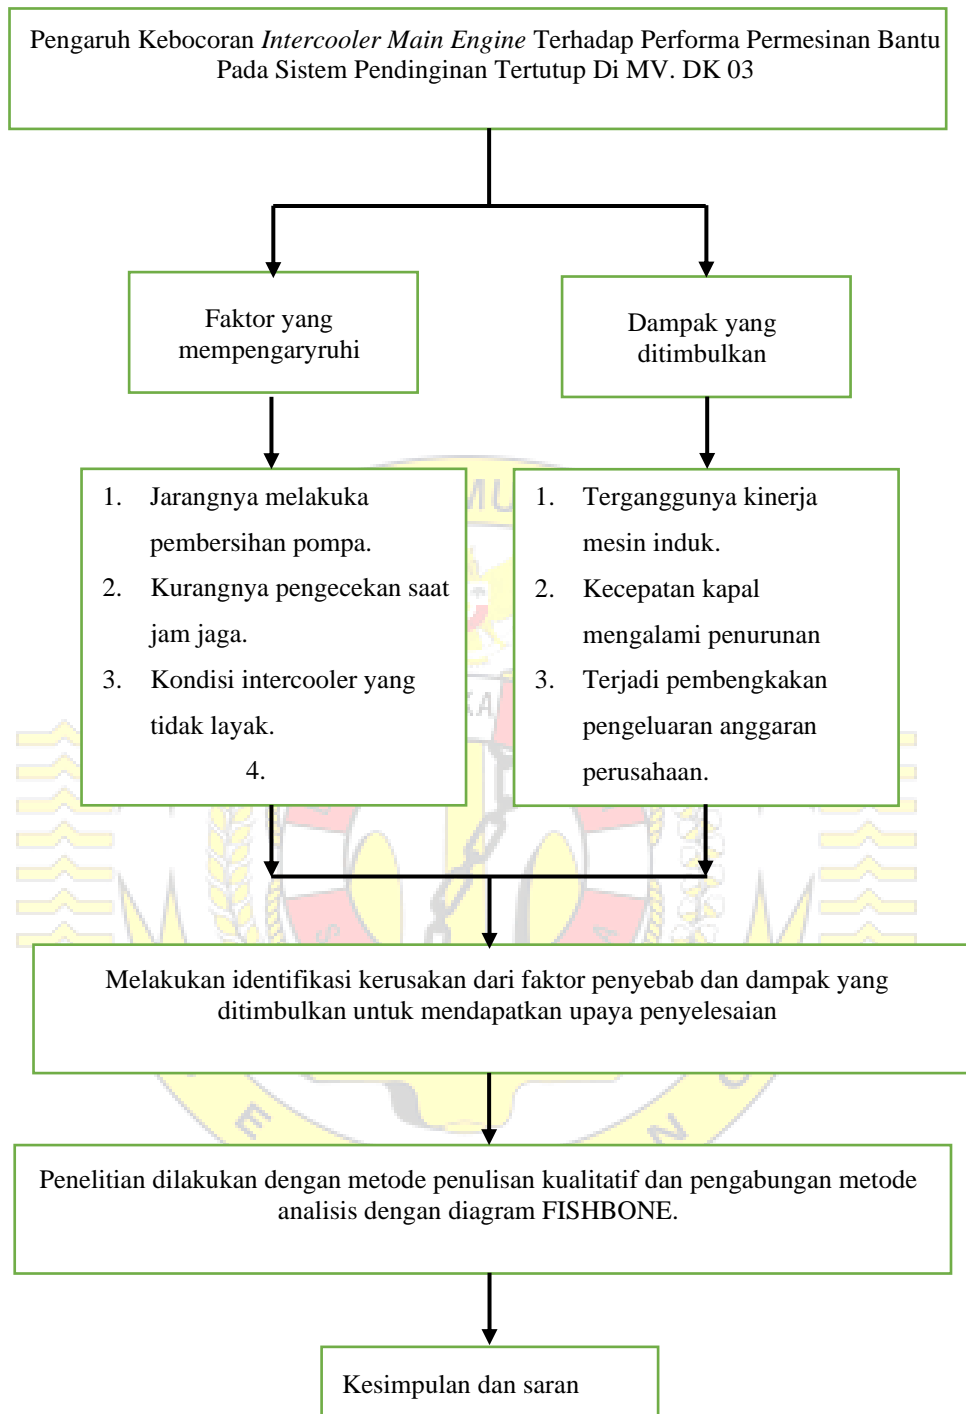 Pengaruh Kebocoran Intercooler Main Engine Terhadap Performa Permesinan Bantu
Pada Sistem Pendinginan Tertutup Di MV. DK 03
Faktor yang
mempengaryruhi
Dampak yang
ditimbulkan
1. Jarangnya melakuka
pembersihan pompa.
2. Kurangnya pengecekan saat
jam jaga.
3. Kondisi intercooler yang
tidak layak.
4.
1. Terganggunya kinerja
mesin induk.
2. Kecepatan kapal
mengalami penurunan
3. Terjadi pembengkakan
pengeluaran anggaran
perusahaan.
Melakukan identifikasi kerusakan dari faktor penyebab dan dampak yang
ditimbulkan untuk mendapatkan upaya penyelesaian
Penelitian dilakukan dengan metode penulisan kualitatif dan pengabungan metode
analisis dengan diagram FISHBONE.
Kesimpulan dan saran